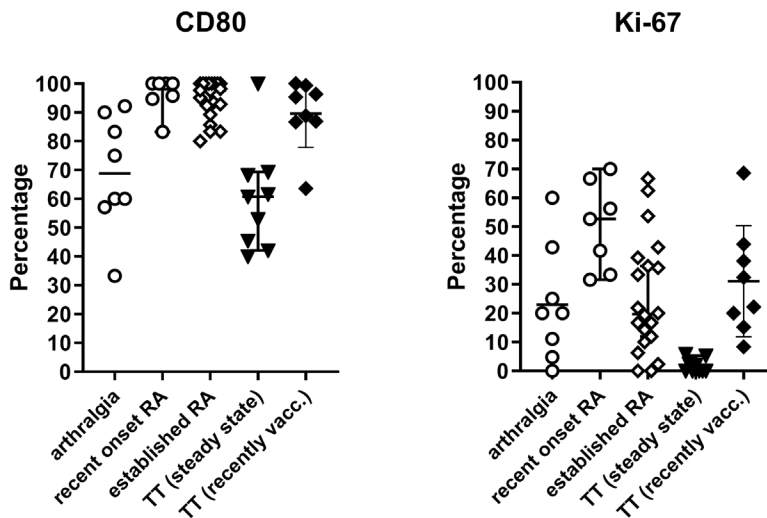 CD80
Percentage
100
90
80
70
60
50
40
30
20
10
0
arthralgia
recent onset RA
established RA
TT (steady state)
TT (recently vacc.)
Ki-67
Percentage
100
90
80
70
60
50
40
30
20
10
0
arthralgia
recent onset RA
established RA
TT (steady state)
TT (recently vacc.)